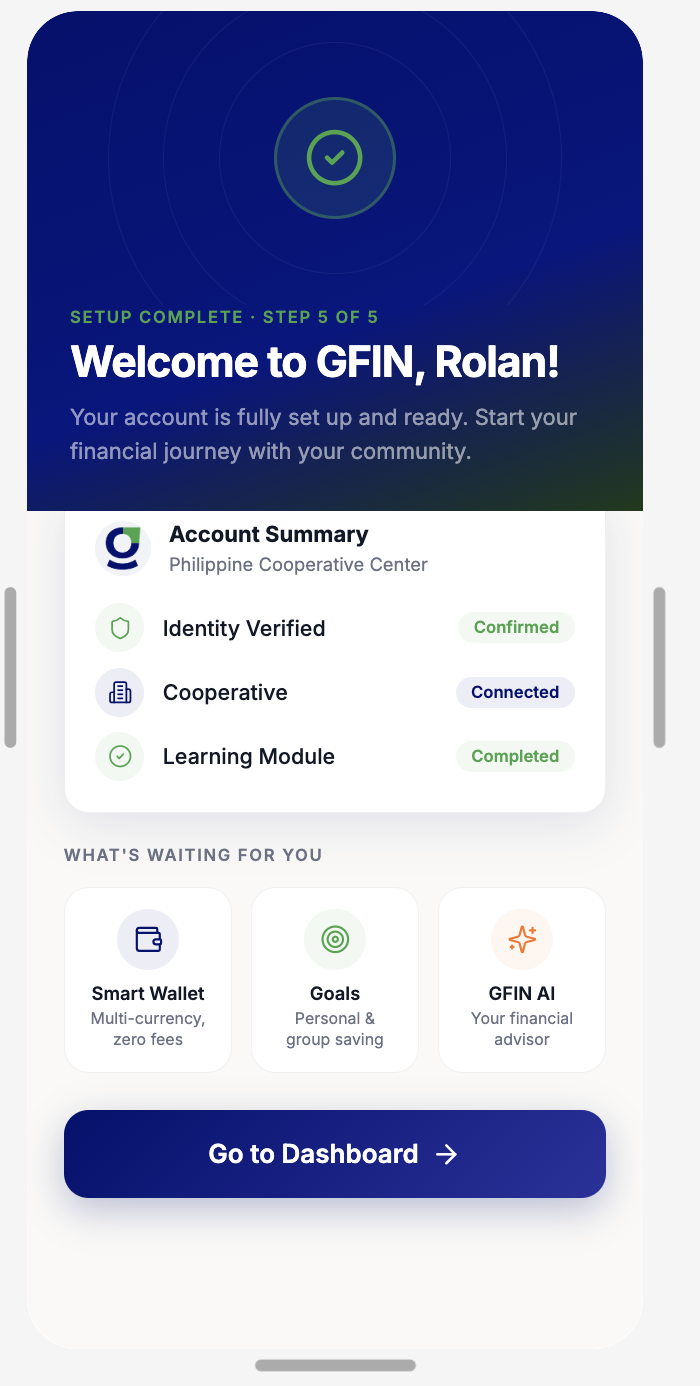 SETUP COMPLETE · STEP 5 OF 5
Welcome to GFIN, Rolan!
Your account is fully set up and ready. Start your
financial journey with your community.
Account Summary
Philippine Cooperative Center
Identity Verified
Confirmed
Cooperative
Connected
Learning Module
Completed
WHAT'S WAITING FOR YOU
Smart Wallet
Multi-currency,
zero fees
Goals
Personal &
group saving
GFIN AI
Your financial
advisor
Go to Dashboard →